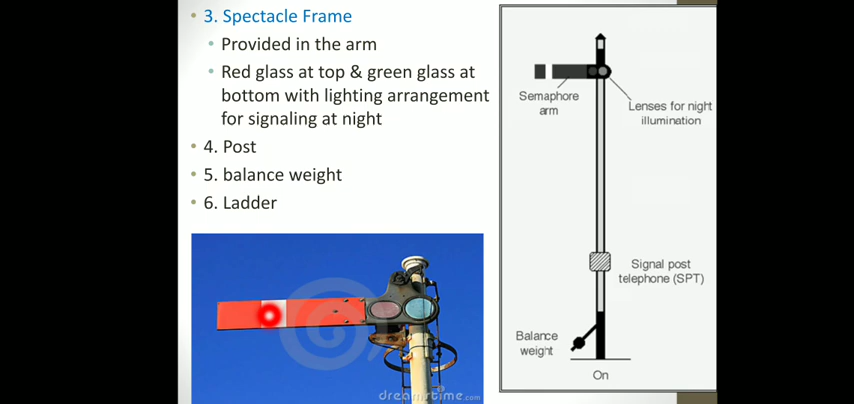 3. Spectacle Frame
Provided in the arm
Red glass at top & green glass at
bottom with lighting arrangement
for signaling at night
4. Post
5. balance weight
6. Ladder
dreamstime.com
Semaphore
arm
Lenses for night
illumination
Signal post
telephone (SPT)
Balance
weight
On